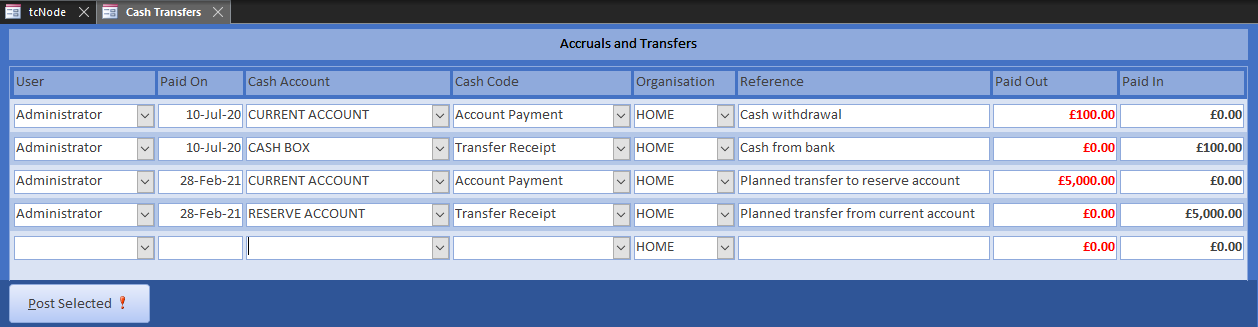 tcNode Cash Transfers
Accruals and Transfers
User Paid On Cash Account Cash Code Organisation Reference Paid Out Paid In
Administrator 10-Jul-20 CURRENT ACCOUNT Account Payment HOME Cash withdrawal £100.00 £0.00
Administrator 10-Jul-20 CASH BOX Transfer Receipt HOME Cash from bank £0.00 £100.00
Administrator 28-Feb-21 CURRENT ACCOUNT Account Payment HOME Planned transfer to reserve account £5,000.00 £0.00
Administrator 28-Feb-21 RESERVE ACCOUNT Transfer Receipt HOME Planned transfer from current account £0.00 £5,000.00
HOME £0.00 £0.00
Post Selected